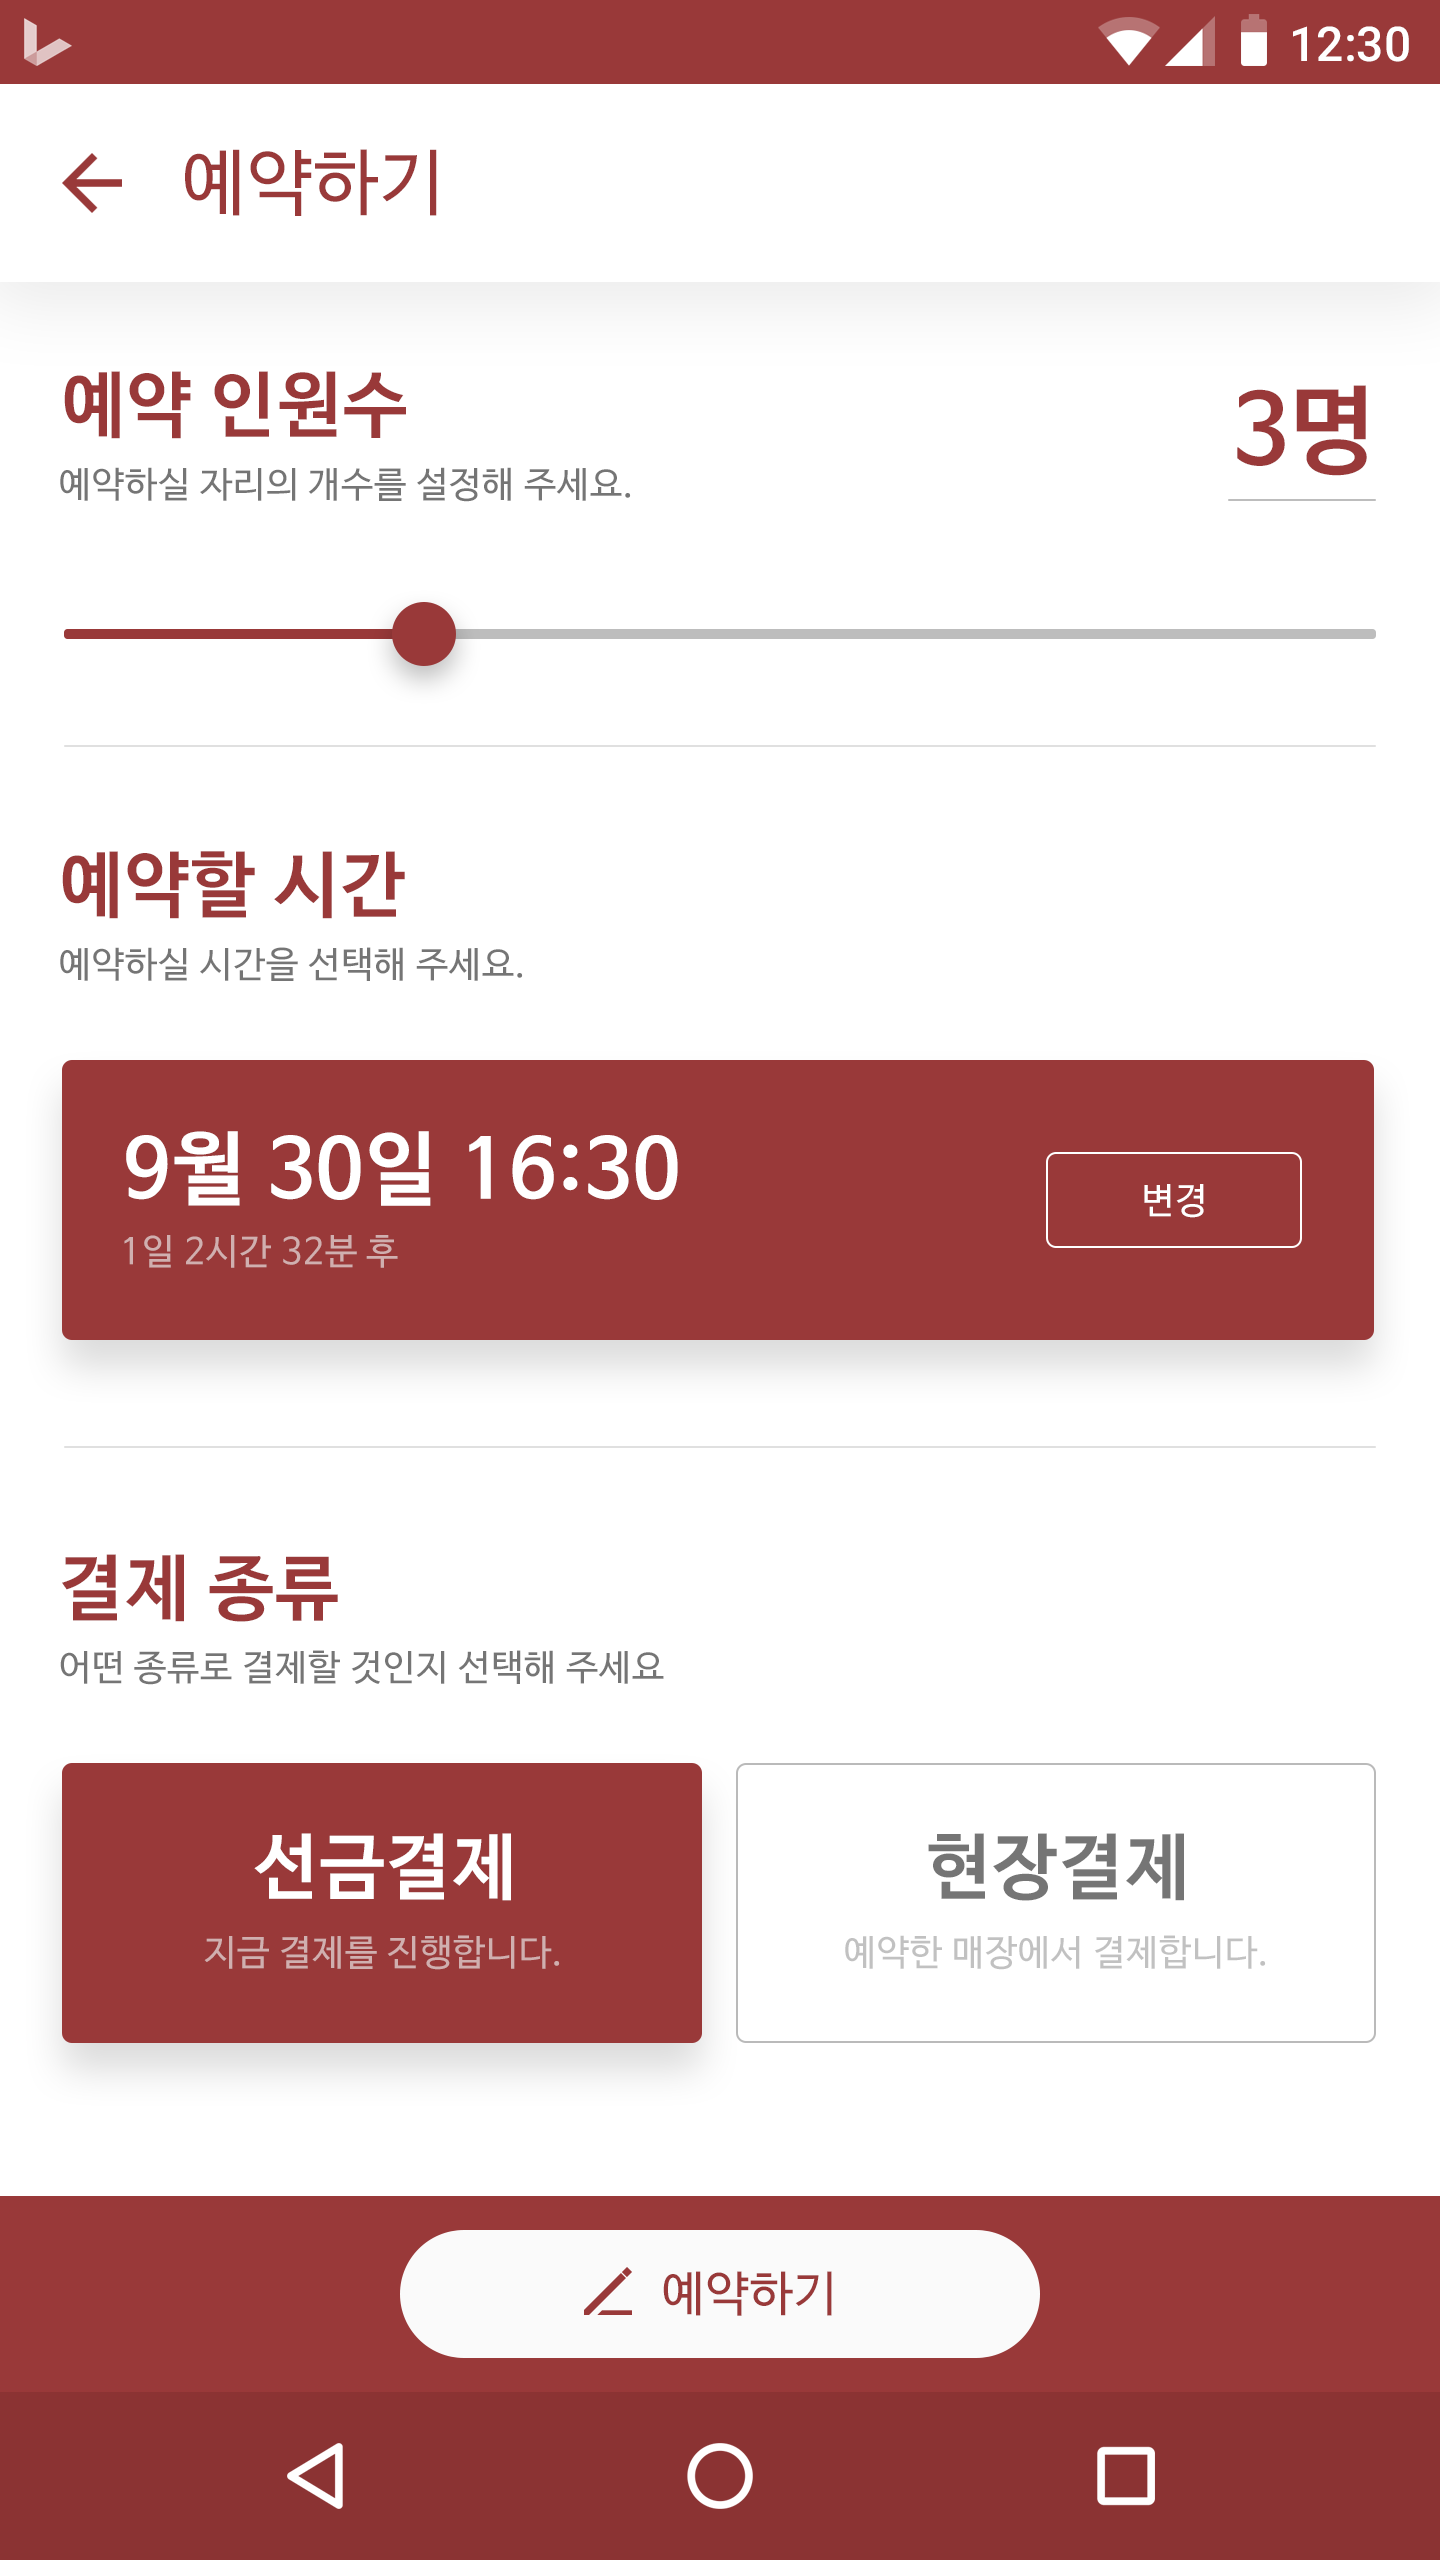 12:30
예약하기
예약 인원수
3명
예약하실 자리의 개수를 설정해 주세요.
예약할 시간
예약하실 시간을 선택해 주세요.
9월 30일 16:30
1일 2시간 32분 후
변경
결제 종류
어떤 종류로 결제할 것인지 선택해 주세요
선금결제
지금 결제를 진행합니다.
현장결제
예약한 매장에서 결제합니다.
예약하기